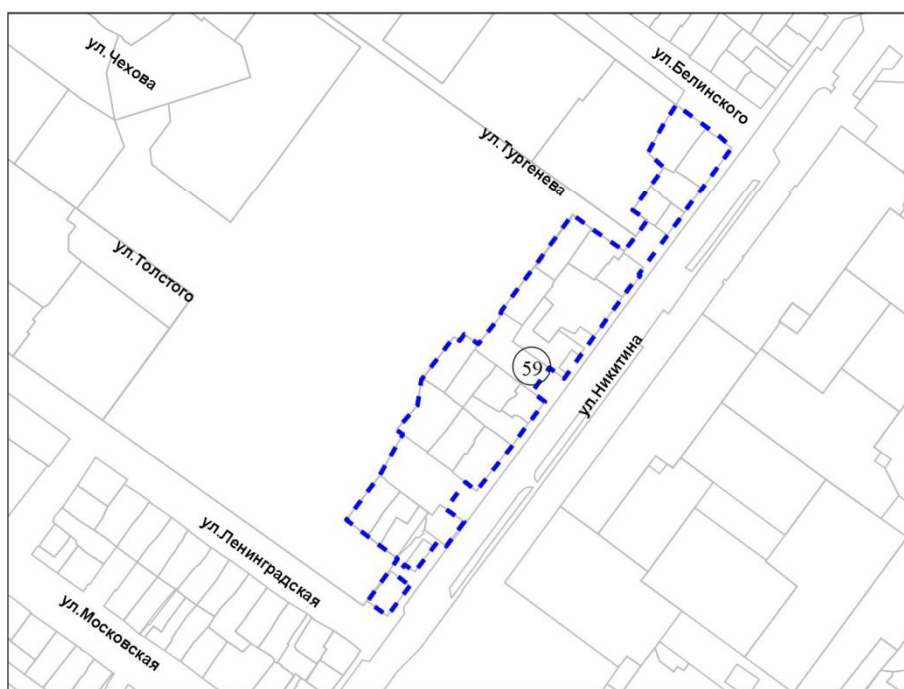 ул.Чехова
ул.Белинского
ул.Тургенева
ул.Толстого
59
ул.Никитина
ул.Ленинградская
ул.Московская